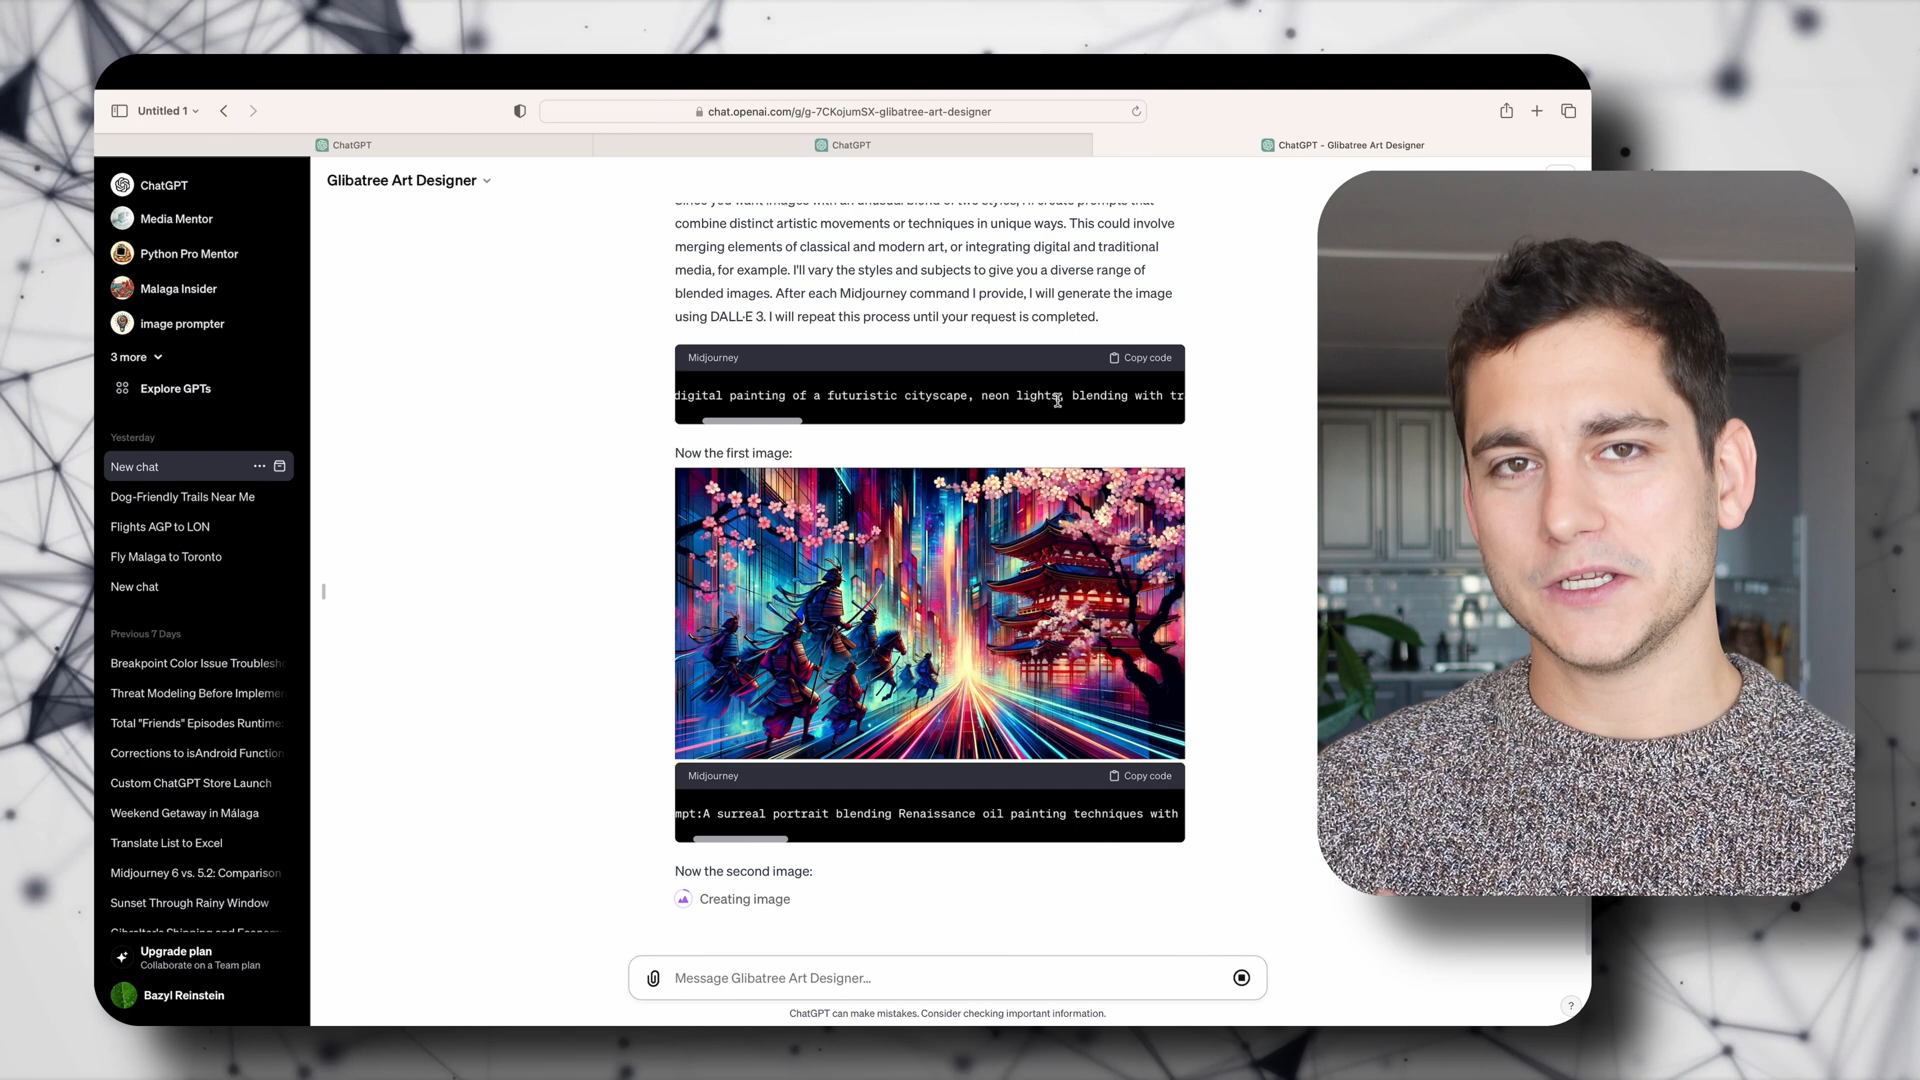 Untitled 1
chat.openai.com/g/g-7CKojumSX-glibatree-art-designer
ChatGPT
ChatGPT
ChatGPT - Glibatree Art Designer
ChatGPT
Media Mentor
Python Pro Mentor
Malaga Insider
image prompter
3 more
Explore GPTs
Yesterday
New chat
Dog-Friendly Trails Near Me
Flights AGP to LON
Fly Malaga to Toronto
New chat
Previous 7 Days
Breakpoint Color Issue Troublesh
Threat Modeling Before Implemen
Total "Friends" Episodes Runtime:
Corrections to isAndroid Function
Custom ChatGPT Store Launch
Weekend Getaway in Málaga
Translate List to Excel
Midjourney 6 vs. 5.2: Comparison
Sunset Through Rainy Window
Upgrade plan
Collaborate on a Team plan
Bazyl Reinstein
Glibatree Art Designer
combine distinct artistic movements or techniques in unique ways. This could involve
merging elements of classical and modern art, or integrating digital and traditional
media, for example. I'll vary the styles and subjects to give you a diverse range of
blended images. After each Midjourney command I provide, I will generate the image
using DALL·E 3. I will repeat this process until your request is completed.
Midjourney
Copy code
digital painting of a futuristic cityscape, neon lights, blending with tr
Now the first image:
Midjourney
Copy code
mpt:A surreal portrait blending Renaissance oil painting techniques with
Now the second image:
Creating image
Message Glibatree Art Designer...
ChatGPT can make mistakes. Consider checking important information.
?